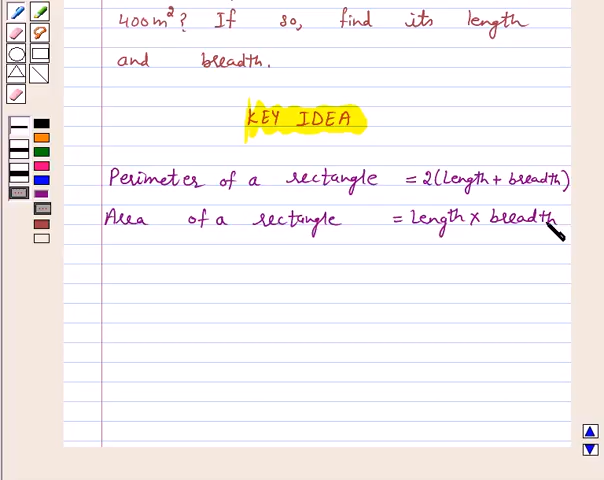 400m²? If so, find its length
and breadth.
KEY IDEA
Perimeter of a rectangle = 2(Length + breadth)
Area of a rectangle = Length × breadth